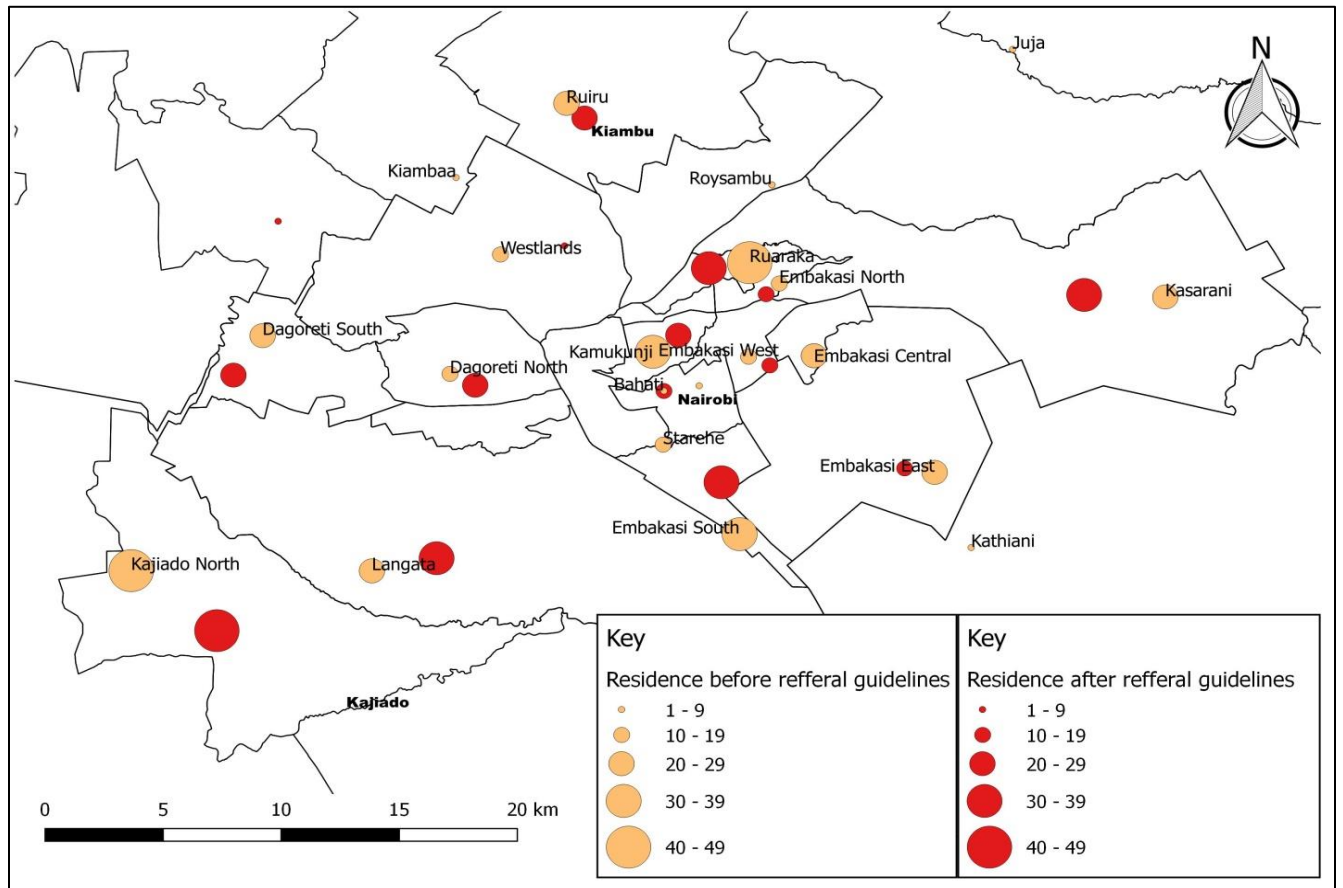 Juja
N
Ruiru
Kiambu
Kiambaa
Roysambu
Westlands
Ruaraka
Embakasi North
Kasarani
Dagoreti South
Kamukunji
Embakasi West
Embakasi Central
Dagoreti North
Bahati
Nairobi
Starehe
Embakasi East
Embakasi South
Kathiani
Kajiado North
Langata
Kajiado
0 5 10 15 20 km
Key
Residence before refferal guidelines
1 - 9
10 - 19
20 - 29
30 - 39
40 - 49
Key
Residence after refferal guidelines
1 - 9
10 - 19
20 - 29
30 - 39
40 - 49